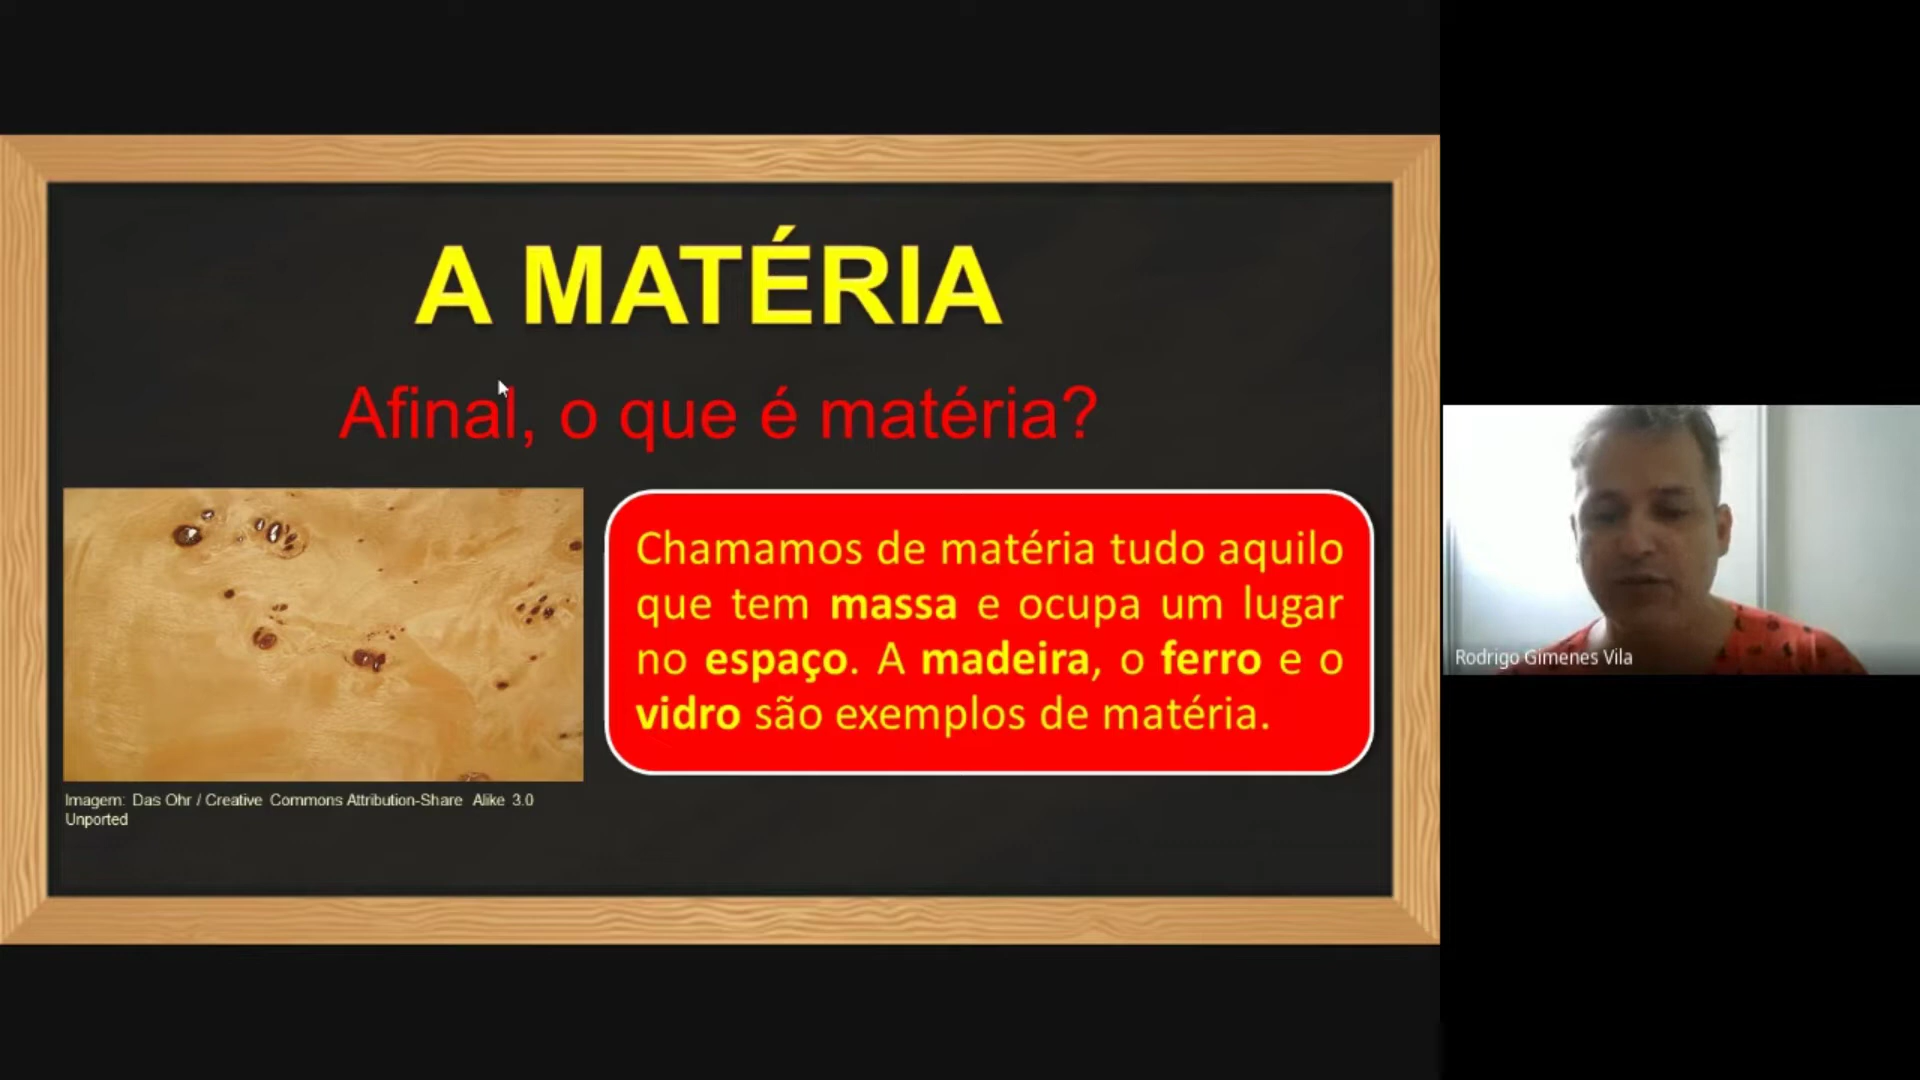 A MATÉRIA
Afinal, o que é matéria?
Chamamos de matéria tudo aquilo
que tem massa e ocupa um lugar
no espaço. A madeira, o ferro e o
vidro são exemplos de matéria.
Imagem: Das Ohr / Creative Commons Attribution-Share Alike 3.0
Unported
Rodrigo Gimenes Vila